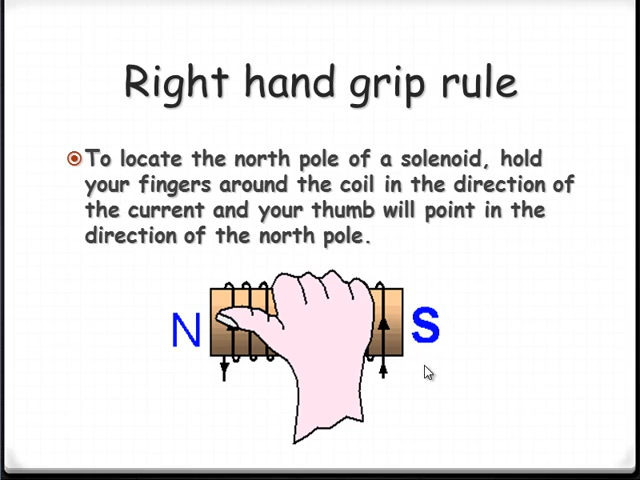 Right hand grip rule
To locate the north pole of a solenoid, hold
your fingers around the coil in the direction of
the current and your thumb will point in the
direction of the north pole.
N S